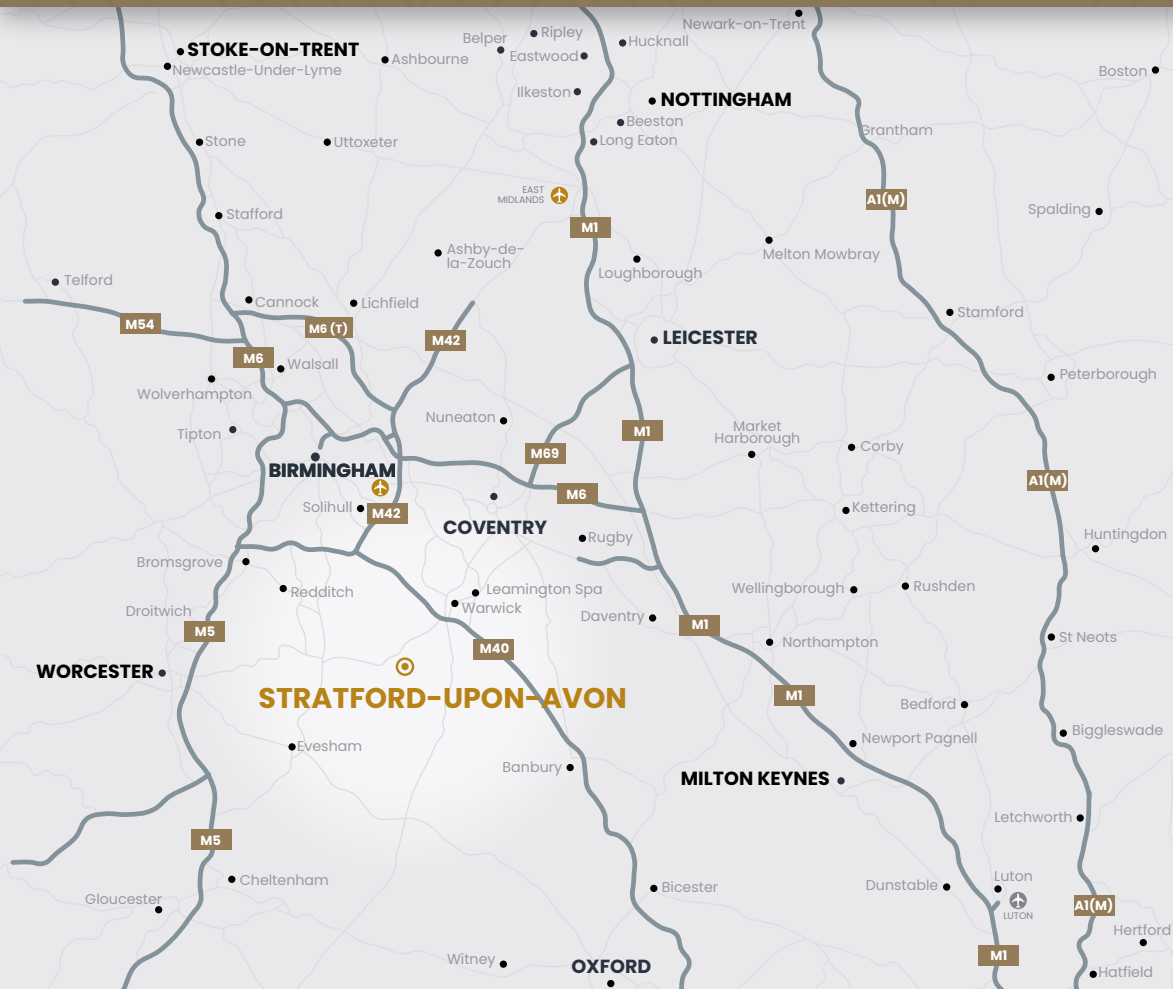 Newark-on-Trent
Ripley
Belper
Hucknall
STOKE-ON-TRENT
Eastwood
Ashbourne
Newcastle-Under-Lyme
Boston
Ilkeston
NOTTINGHAM
Beeston
Grantham
Stone
Uttoxeter
Long Eaton
EAST
MIDLANDS
A1(M)
Spalding
Stafford
M1
Ashby-de-
la-Zouch
Melton Mowbray
Loughborough
Telford
Cannock
Lichfield
Stamford
M54
M6 (T)
M42
LEICESTER
M6
Walsall
Peterborough
Wolverhampton
Nuneaton
Market
Harborough
Tipton
M1
Corby
M69
BIRMINGHAM
A1(M)
M6
Solihull
M42
Kettering
COVENTRY
Rugby
Huntingdon
Bromsgrove
Redditch
Leamington Spa
Wellingborough
Rushden
Warwick
Droitwich
Daventry
M5
M1
St Neots
Northampton
M40
WORCESTER
M1
STRATFORD-UPON-AVON
Bedford
Biggleswade
Evesham
Newport Pagnell
Banbury
MILTON KEYNES
Letchworth
M5
Luton
Cheltenham
Bicester
Dunstable
Gloucester
A1(M)
LUTON
Hertford
M1
Witney
OXFORD
Hatfield